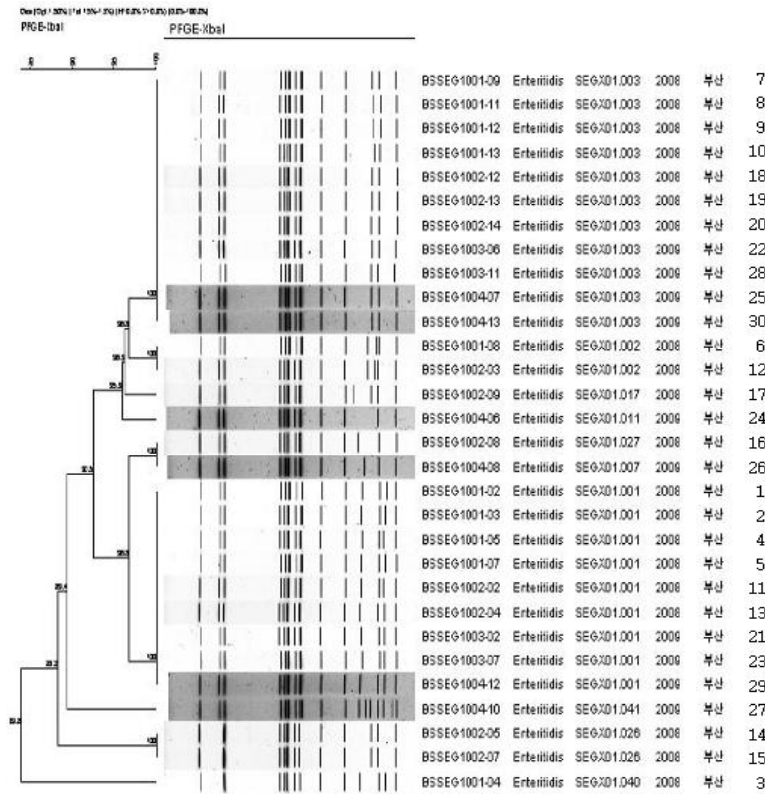 PFGE-XbaI PFGE-XbaI
BSSEG1001-09 Enteritidis SEGX01.003 2008 부산 7
BSSEG1001-11 Enteritidis SEGX01.003 2008 부산 8
BSSEG1001-12 Enteritidis SEGX01.003 2008 부산 9
BSSEG1001-13 Enteritidis SEGX01.003 2008 부산 10
BSSEG1002-12 Enteritidis SEGX01.003 2008 부산 18
BSSEG1002-13 Enteritidis SEGX01.003 2008 부산 19
BSSEG1002-14 Enteritidis SEGX01.003 2008 부산 20
BSSEG1003-06 Enteritidis SEGX01.003 2009 부산 22
BSSEG1003-11 Enteritidis SEGX01.003 2008 부산 28
BSSEG1004-07 Enteritidis SEGX01.003 2009 부산 25
BSSEG1004-13 Enteritidis SEGX01.003 2009 부산 30
BSSEG1001-08 Enteritidis SEGX01.002 2008 부산 6
BSSEG1002-03 Enteritidis SEGX01.002 2008 부산 12
BSSEG1002-09 Enteritidis SEGX01.017 2008 부산 17
BSSEG1004-06 Enteritidis SEGX01.011 2009 부산 24
BSSEG1002-08 Enteritidis SEGX01.027 2008 부산 16
BSSEG1004-08 Enteritidis SEGX01.007 2009 부산 26
BSSEG1001-02 Enteritidis SEGX01.001 2008 부산 1
BSSEG1001-03 Enteritidis SEGX01.001 2008 부산 2
BSSEG1001-05 Enteritidis SEGX01.001 2008 부산 4
BSSEG1001-07 Enteritidis SEGX01.001 2008 부산 5
BSSEG1002-02 Enteritidis SEGX01.001 2008 부산 11
BSSEG1002-04 Enteritidis SEGX01.001 2008 부산 13
BSSEG1003-02 Enteritidis SEGX01.001 2009 부산 21
BSSEG1003-07 Enteritidis SEGX01.001 2009 부산 23
BSSEG1004-12 Enteritidis SEGX01.001 2009 부산 29
BSSEG1004-10 Enteritidis SEGX01.041 2009 부산 27
BSSEG1002-05 Enteritidis SEGX01.026 2008 부산 14
BSSEG1002-07 Enteritidis SEGX01.026 2008 부산 15
BSSEG1001-04 Enteritidis SEGX01.040 2008 부산 3